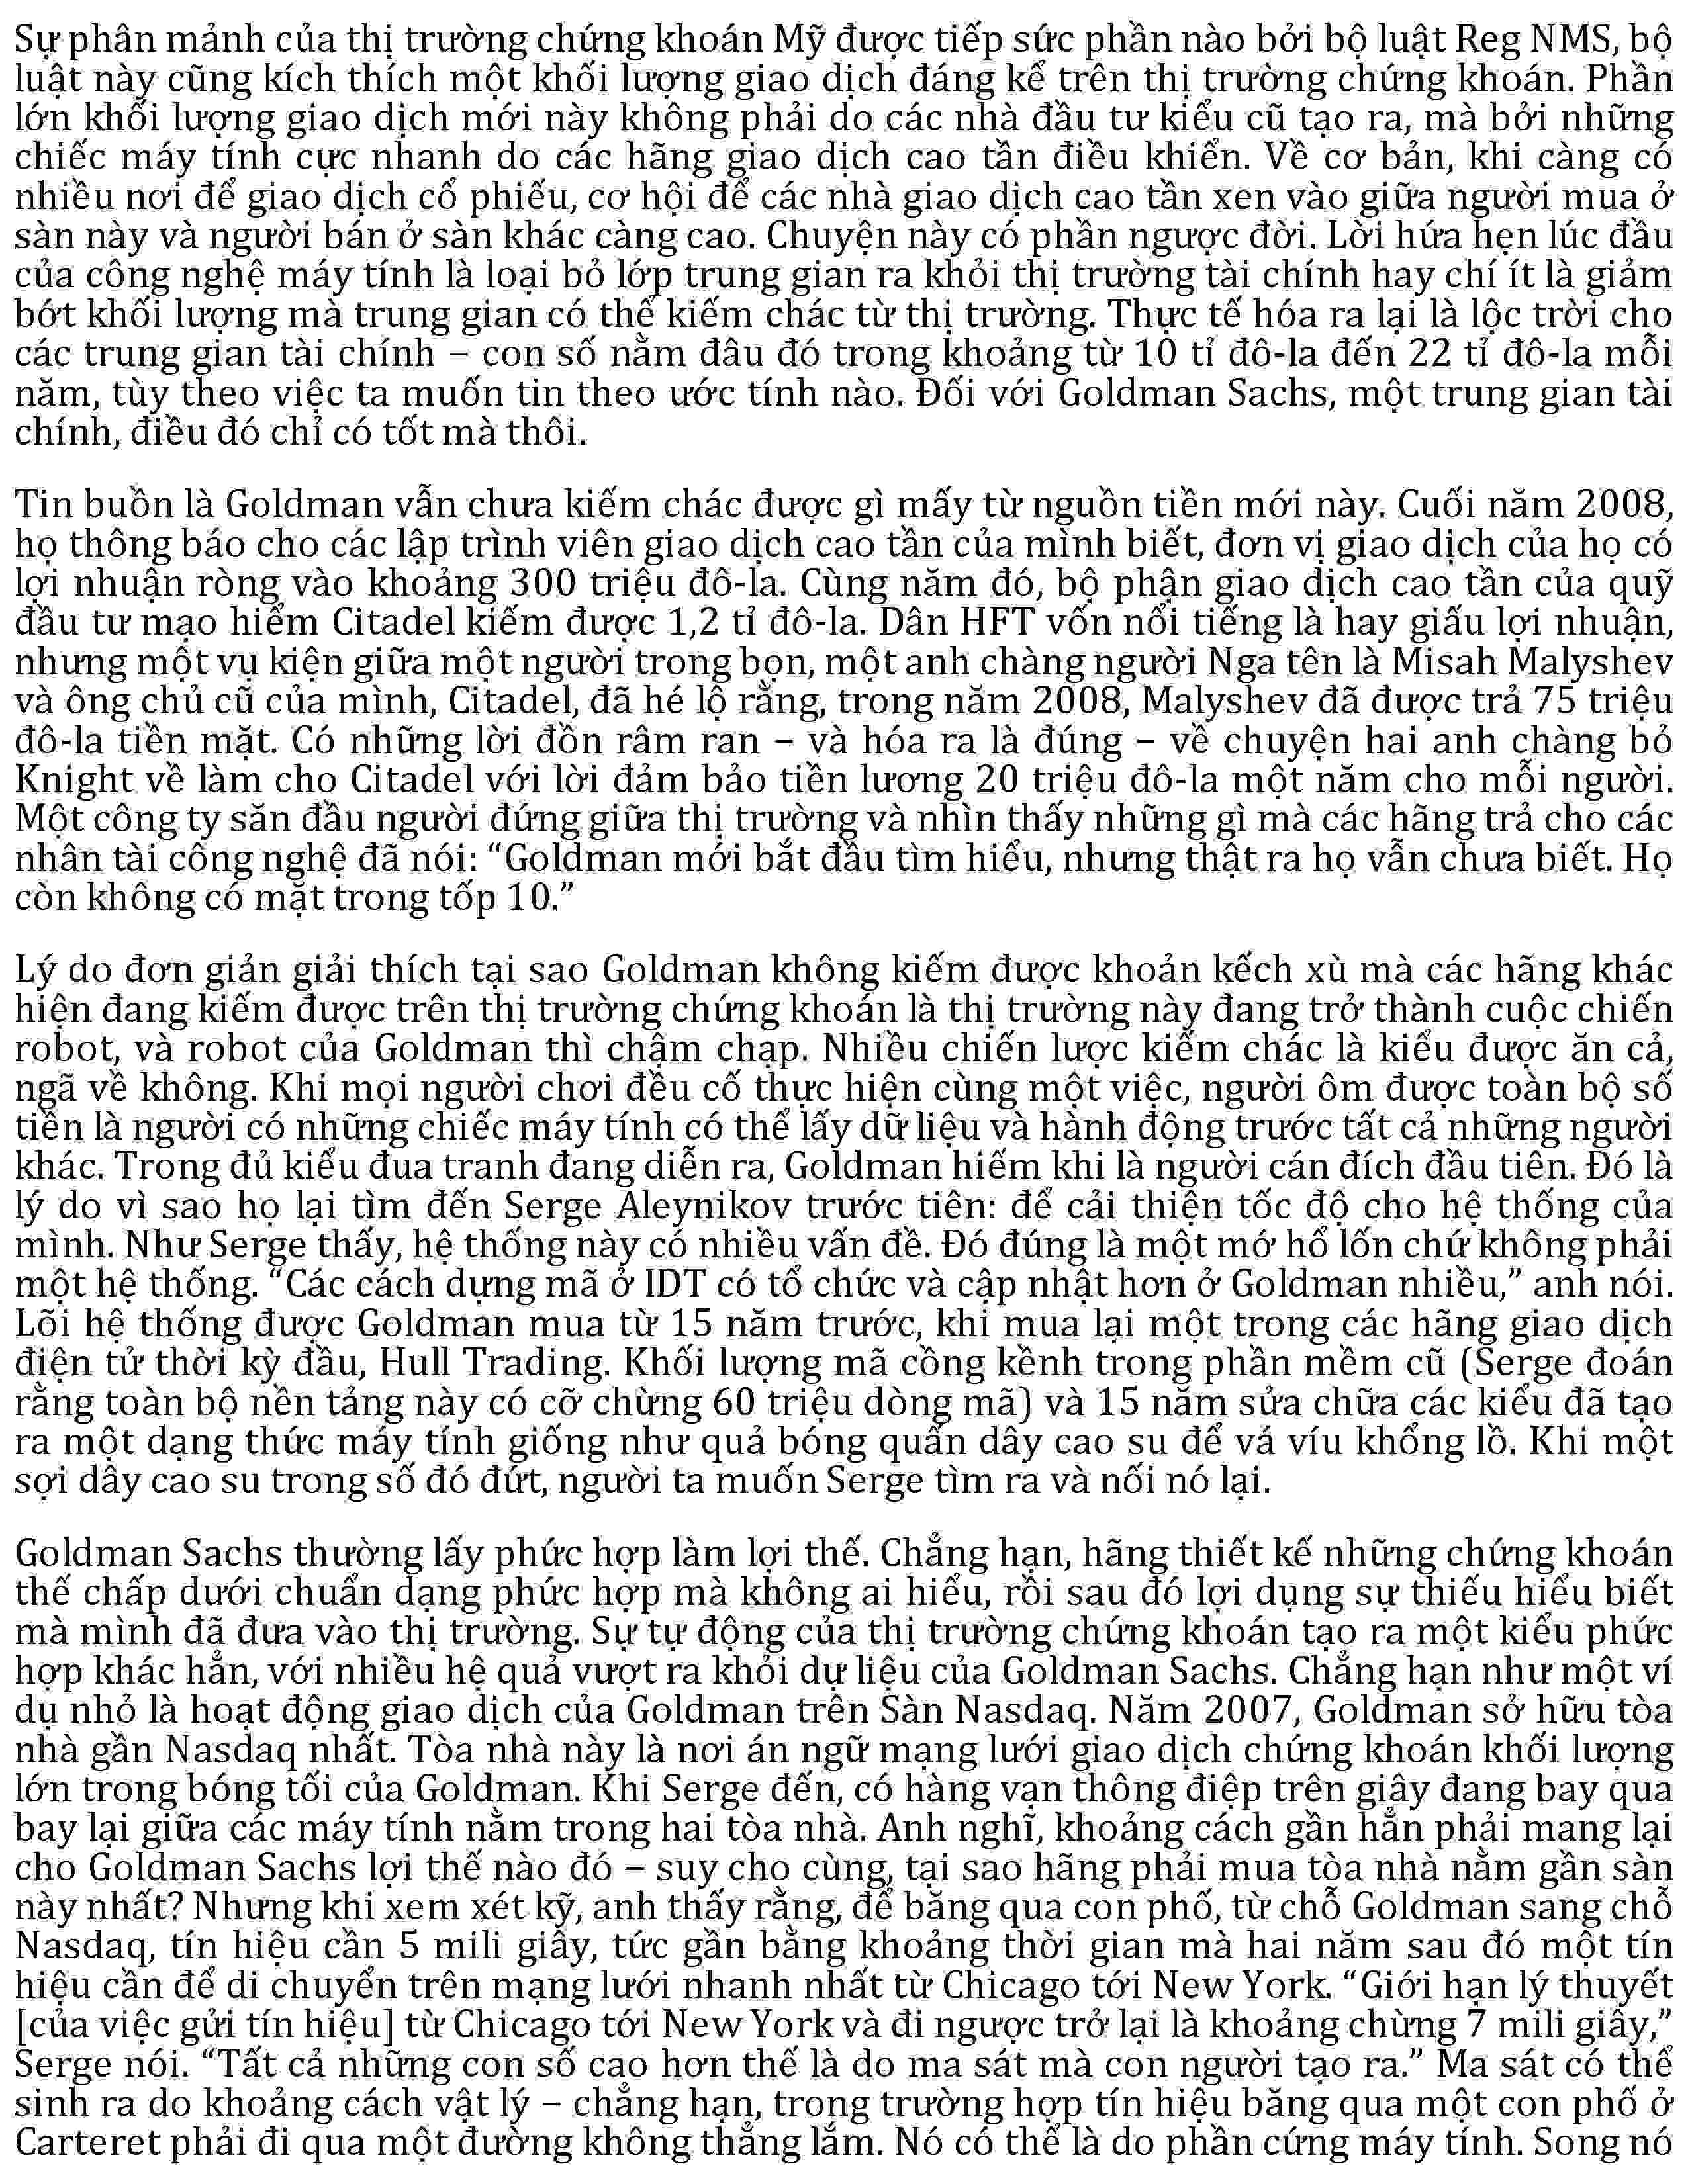 Sự phân mảnh của thị trường chứng khoán Mỹ được tiếp sức phần nào bởi bộ luật Reg NMS, bộ
luật này cũng kích thích một khối lượng giao dịch đáng kể trên thị trường chứng khoán. Phần
lớn khối lượng giao dịch mới này không phải do các nhà đầu tư kiểu cũ tạo ra, mà bởi những
chiếc máy tính cực nhanh do các hãng giao dịch cao tần điều khiển. Về cơ bản, khi càng có
nhiều nơi để giao dịch cổ phiếu, cơ hội để các nhà giao dịch cao tần xen vào giữa người mua ở
sàn này và người bán ở sàn khác càng cao. Chuyện này có phần ngược đời. Lời hứa hẹn lúc đầu
của công nghệ máy tính là loại bỏ lớp trung gian ra khỏi thị trường tài chính hay chí ít là giảm
bớt khối lượng mà trung gian có thể kiếm chác từ thị trường. Thực tế hóa ra lại là lộc trời cho
các trung gian tài chính – con số nằm đâu đó trong khoảng từ 10 tỉ đô-la đến 22 tỉ đô-la mỗi
năm, tùy theo việc ta muốn tin theo ước tính nào. Đối với Goldman Sachs, một trung gian tài
chính, điều đó chỉ có tốt mà thôi.
Tin buồn là Goldman vẫn chưa kiếm chác được gì mấy từ nguồn tiền mới này. Cuối năm 2008,
họ thông báo cho các lập trình viên giao dịch cao tần của mình biết, đơn vị giao dịch của họ có
lợi nhuận ròng vào khoảng 300 triệu đô-la. Cùng năm đó, bộ phận giao dịch cao tần của quỹ
đầu tư mạo hiểm Citadel kiếm được 1,2 tỉ đô-la. Dân HFT vốn nổi tiếng là hay giấu lợi nhuận,
nhưng một vụ kiện giữa một người trong bọn, một anh chàng người Nga tên là Misah Malyshev
và ông chủ cũ của mình, Citadel, đã hé lộ rằng, trong năm 2008, Malyshev đã được trả 75 triệu
đô-la tiền mặt. Có những lời đồn râm ran – và hóa ra là đúng – về chuyện hai anh chàng bỏ
Knight về làm cho Citadel với lời đảm bảo tiền lương 20 triệu đô-la một năm cho mỗi người.
Một công ty săn đầu người đứng giữa thị trường và nhìn thấy những gì mà các hãng trả cho các
nhân tài công nghệ đã nói: “Goldman mới bắt đầu tìm hiểu, nhưng thật ra họ vẫn chưa biết. Họ
còn không có mặt trong tốp 10.”
Lý do đơn giản giải thích tại sao Goldman không kiếm được khoản kếch xù mà các hãng khác
hiện đang kiếm được trên thị trường chứng khoán là thị trường này đang trở thành cuộc chiến
robot, và robot của Goldman thì chậm chạp. Nhiều chiến lược kiếm chác là kiểu được ăn cả,
ngã về không. Khi mọi người chơi đều cố thực hiện cùng một việc, người ôm được toàn bộ số
tiền là người có những chiếc máy tính có thể lấy dữ liệu và hành động trước tất cả những người
khác. Trong đủ kiểu đua tranh đang diễn ra, Goldman hiếm khi là người cán đích đầu tiên. Đó là
lý do vì sao họ lại tìm đến Serge Aleynikov trước tiên: để cải thiện tốc độ cho hệ thống của
mình. Như Serge thấy, hệ thống này có nhiều vấn đề. Đó đúng là một mớ hổ lốn chứ không phải
một hệ thống. “Các cách dựng mã ở IDT có tổ chức và cập nhật hơn ở Goldman nhiều,” anh nói.
Lõi hệ thống được Goldman mua từ 15 năm trước, khi mua lại một trong các hãng giao dịch
điện tử thời kỳ đầu, Hull Trading. Khối lượng mã cồng kềnh trong phần mềm cũ (Serge đoán
rằng toàn bộ nền tảng này có cỡ chừng 60 triệu dòng mã) và 15 năm sửa chữa các kiểu đã tạo
ra một dạng thức máy tính giống như quả bóng quấn dây cao su để vá víu khổng lồ. Khi một
sợi dây cao su trong số đó đứt, người ta muốn Serge tìm ra và nối nó lại.
Goldman Sachs thường lấy phức hợp làm lợi thế. Chẳng hạn, hãng thiết kế những chứng khoán
thế chấp dưới chuẩn dạng phức hợp mà không ai hiểu, rồi sau đó lợi dụng sự thiếu hiểu biết
mà mình đã đưa vào thị trường. Sự tự động của thị trường chứng khoán tạo ra một kiểu phức
hợp khác hẳn, với nhiều hệ quả vượt ra khỏi dự liệu của Goldman Sachs. Chẳng hạn như một ví
dụ nhỏ là hoạt động giao dịch của Goldman trên Sàn Nasdaq. Năm 2007, Goldman sở hữu tòa
nhà gần Nasdaq nhất. Tòa nhà này là nơi án ngữ mạng lưới giao dịch chứng khoán khối lượng
lớn trong bóng tối của Goldman. Khi Serge đến, có hàng vạn thông điệp trên giây đang bay qua
bay lại giữa các máy tính nằm trong hai tòa nhà. Anh nghĩ, khoảng cách gần hẳn phải mang lại
cho Goldman Sachs lợi thế nào đó – suy cho cùng, tại sao hãng phải mua tòa nhà nằm gần sàn
này nhất? Nhưng khi xem xét kỹ, anh thấy rằng, để băng qua con phố, từ chỗ Goldman sang chỗ
Nasdaq, tín hiệu cần 5 mili giây, tức gần bằng khoảng thời gian mà hai năm sau đó một tín
hiệu cần để di chuyển trên mạng lưới nhanh nhất từ Chicago tới New York. “Giới hạn lý thuyết
[của việc gửi tín hiệu] từ Chicago tới New York và đi ngược trở lại là khoảng chừng 7 mili giây,”
Serge nói. “Tất cả những con số cao hơn thế là do ma sát mà con người tạo ra.” Ma sát có thể
sinh ra do khoảng cách vật lý – chẳng hạn, trong trường hợp tín hiệu băng qua một con phố ở
Carteret phải đi qua một đường không thẳng lắm. Nó có thể là do phần cứng máy tính. Song nó